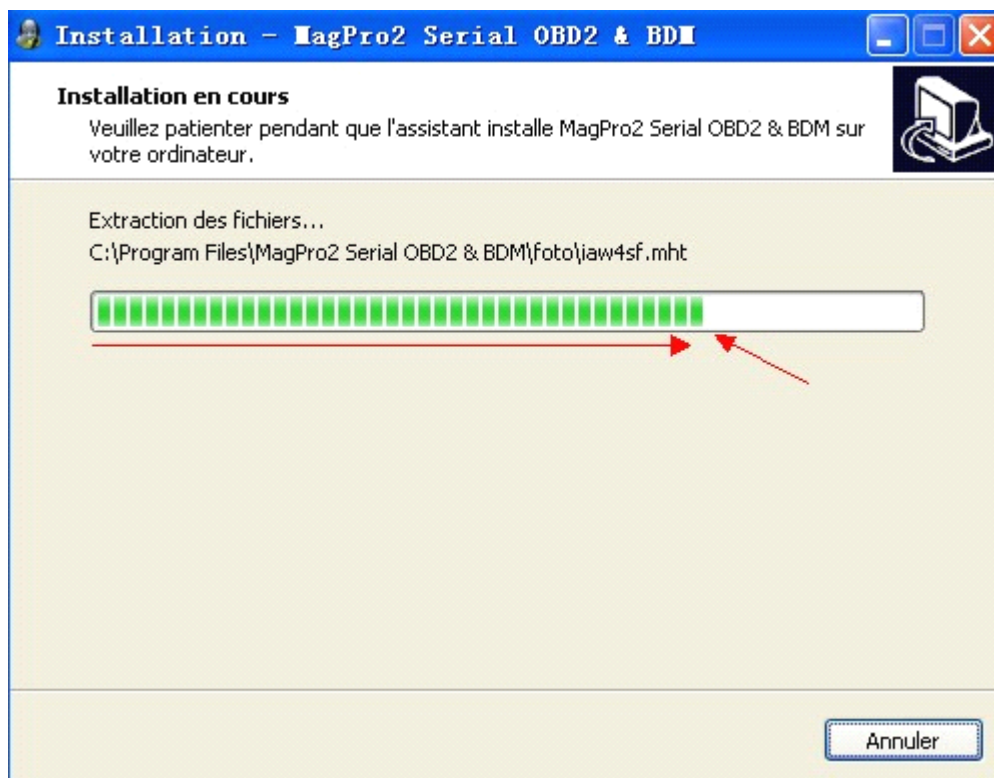 Installation - MagPro2 Serial OBD2 & BDM
Installation en cours
Veuillez patienter pendant que l'assistant installe MagPro2 Serial OBD2 & BDM sur
votre ordinateur.
Extraction des fichiers...
C:\Program Files\MagPro2 Serial OBD2 & BDM\foto\iaw4sf.mht
Annuler